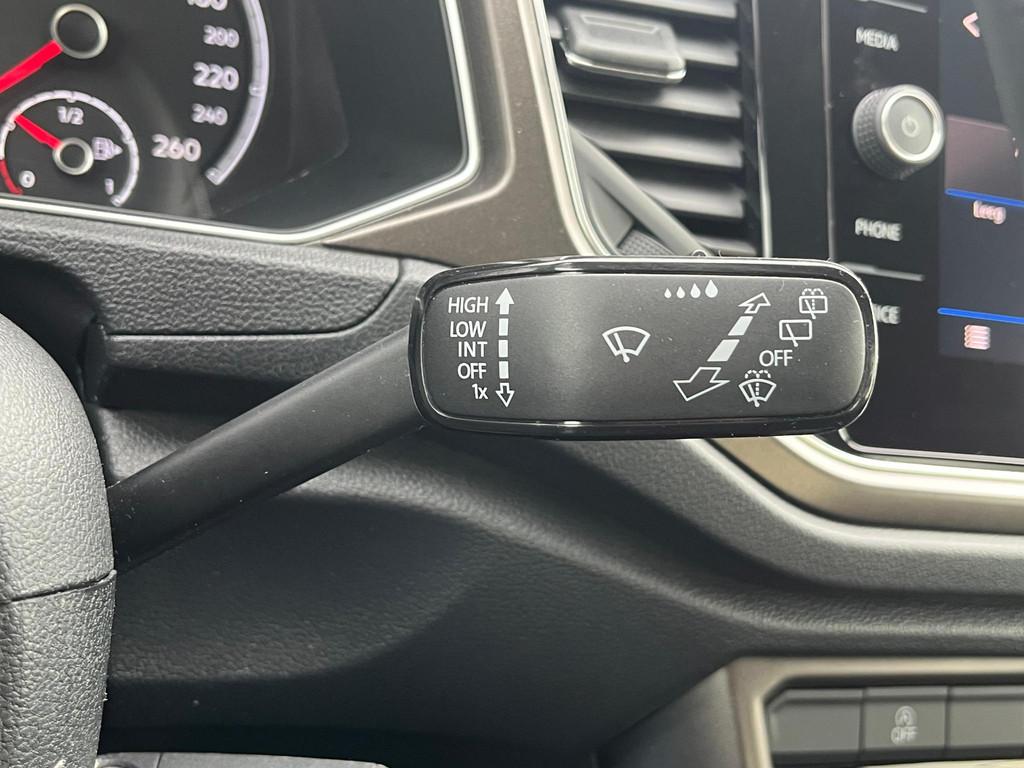 200
220
240
260
1/2
0
1
MEDIA
PHONE
HIGH
LOW
INT
OFF
1x
OFF
OFF